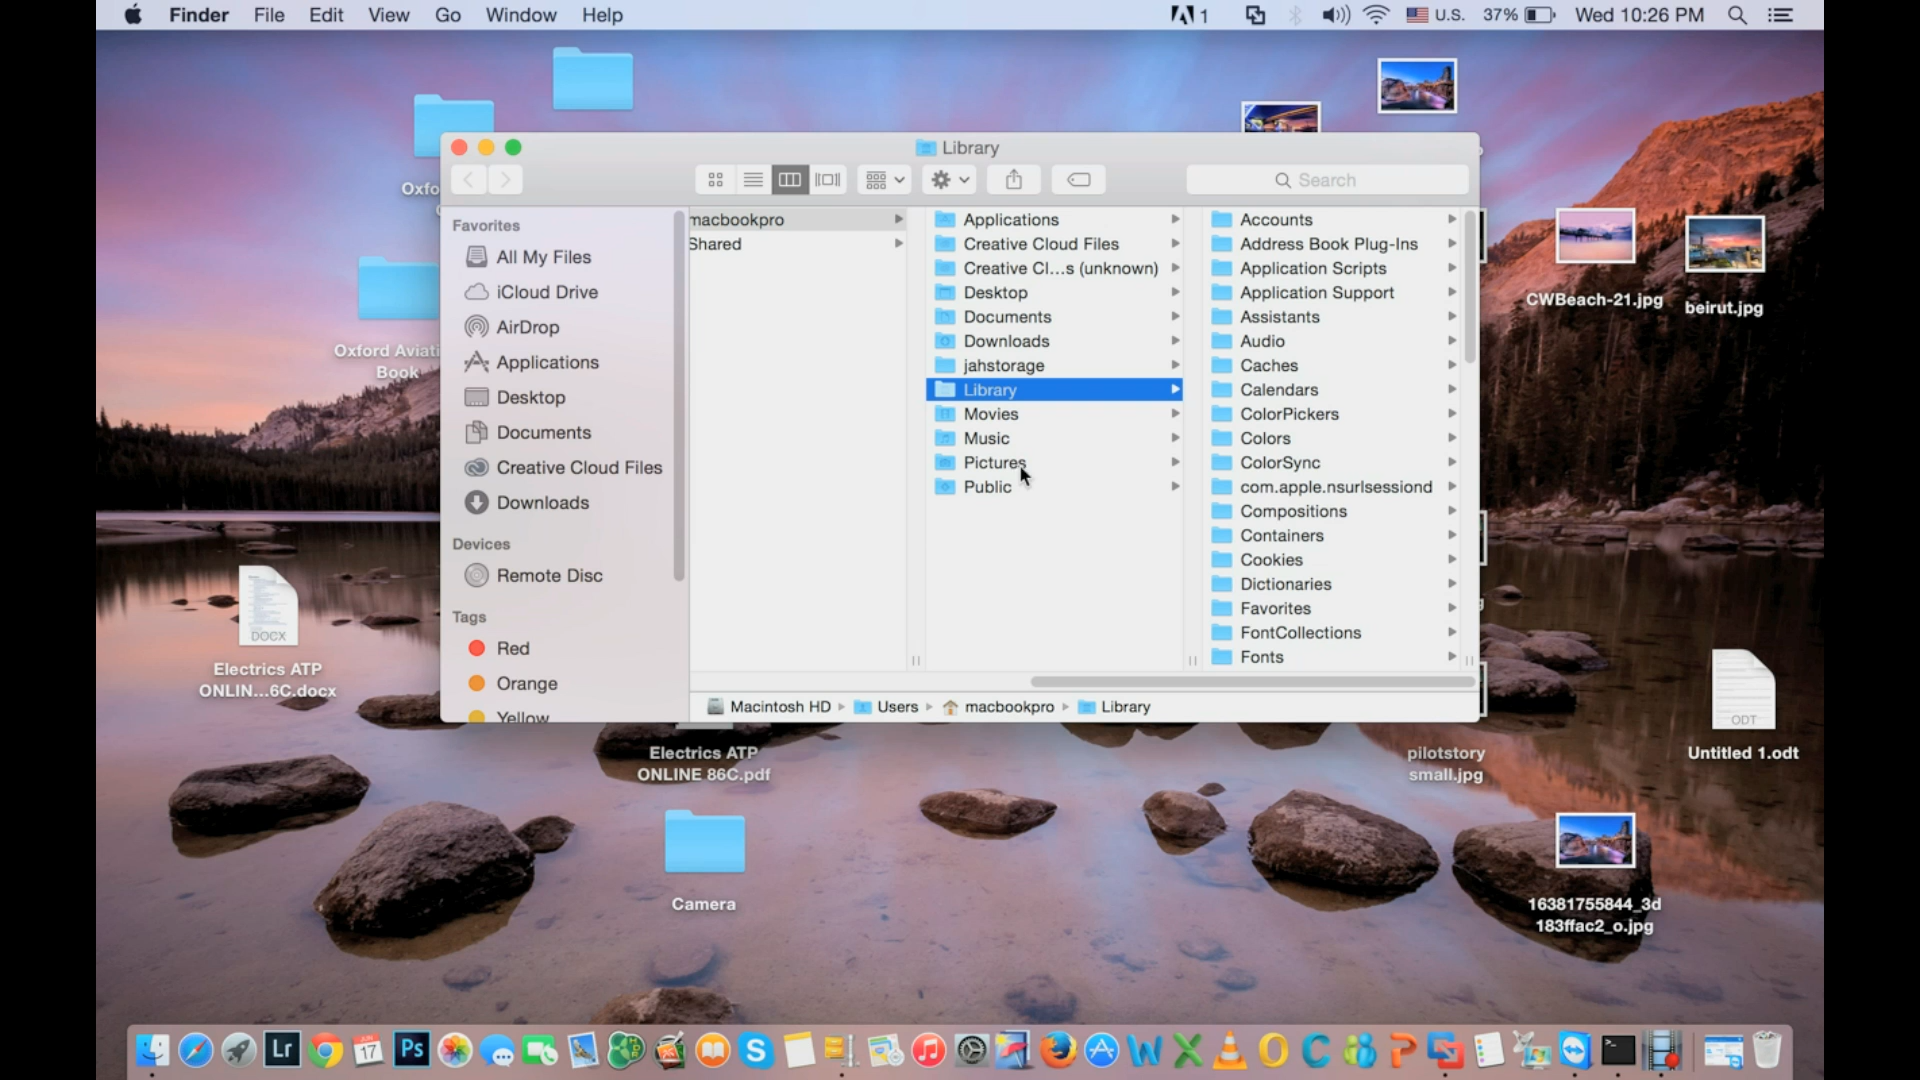 Finder File Edit View Go Window Help
1 U.S. 37% Wed 10:26 PM
Library
Search
Favorites
All My Files
iCloud Drive
AirDrop
Applications
Desktop
Documents
Creative Cloud Files
Downloads
Devices
Remote Disc
Tags
Red
Orange
Yellow
macbookpro
Shared
Applications
Creative Cloud Files
Creative Cl...s (unknown)
Desktop
Documents
Downloads
jahstorage
Library
Movies
Music
Pictures
Public
Accounts
Address Book Plug-Ins
Application Scripts
Application Support
Assistants
Audio
Caches
Calendars
ColorPickers
Colors
ColorSync
com.apple.nsurlsessiond
Compositions
Containers
Cookies
Dictionaries
Favorites
FontCollections
Fonts
Macintosh HD Users macbookpro Library
Oxfo
Oxford Aviati
Book
DOCX
Electrics ATP
ONLIN...6C.docx
Electrics ATP
ONLINE 86C.pdf
Camera
CWBeach-21.jpg
beirut.jpg
pilotstory
small.jpg
ODT
Untitled 1.odt
16381755844_3d
183ffac2_o.jpg
Lr
JUN
17
Ps